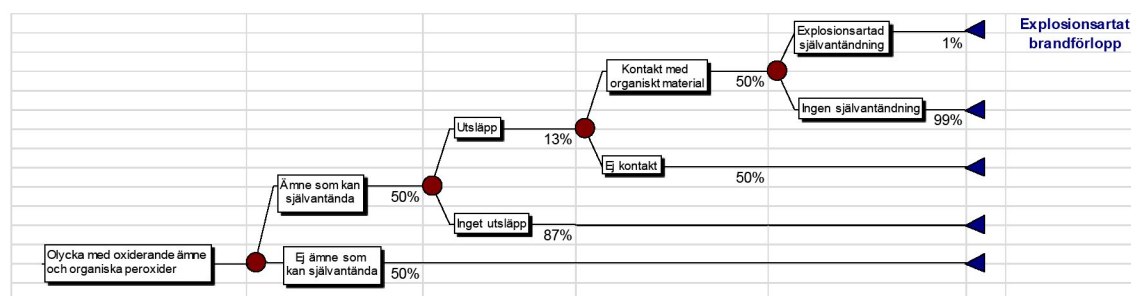 Explosionsartad
självantändning
1%
Explosionsartat
brandförlopp
Kontakt med
organiskt material
50%
Ingen självantändning
99%
Utsläpp
13%
Ej kontakt
50%
Ämne som kan
självantända
50%
Inget utsläpp
87%
Olycka med oxiderande ämne
och organiska peroxider
Ej ämne som
kan självantända
50%